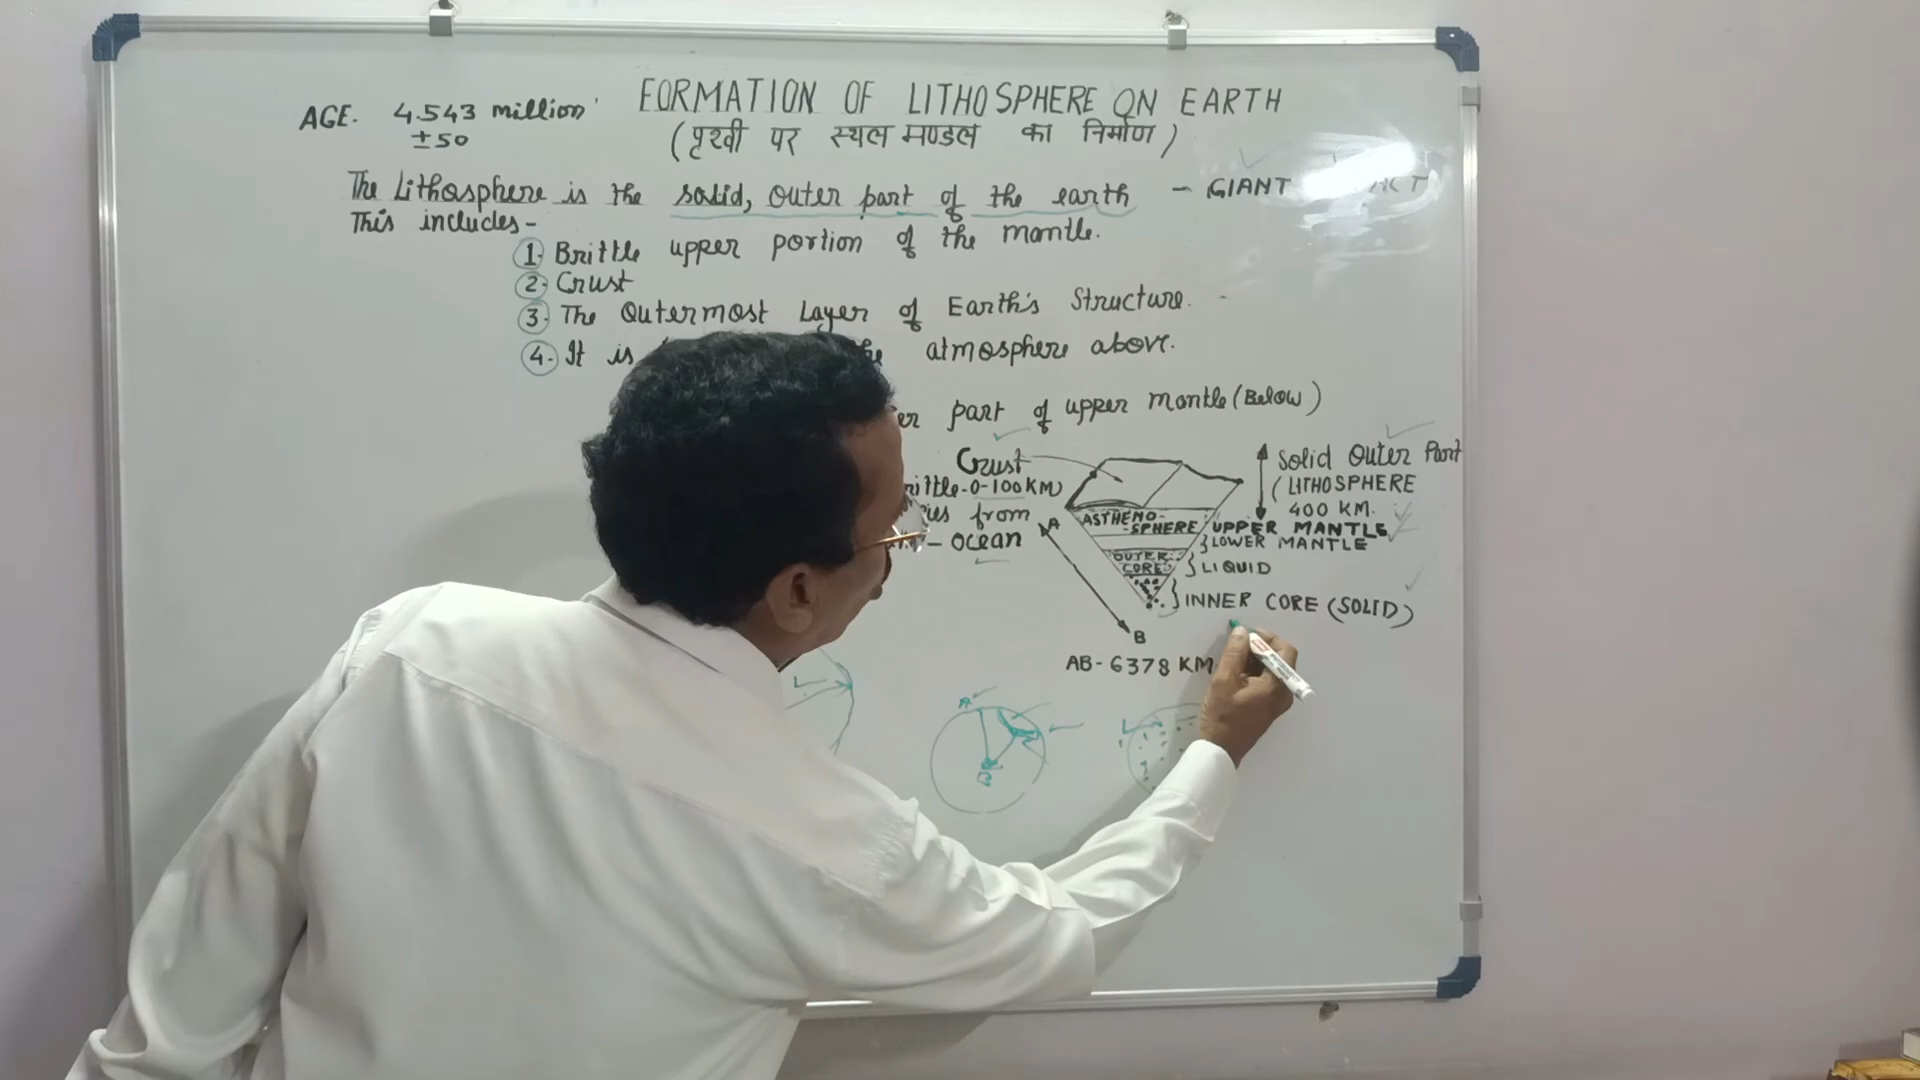 FORMATION OF LITHOSPHERE ON EARTH
AGE. 4.543 million
±50
(पृथ्वी पर स्थल मण्डल का निर्माण)
The Lithosphere is the solid, outer part of the earth - GIANT
This includes-
1. Brittle upper portion of the mantle.
2. Crust
3. The Outermost Layer of Earth's Structure.
4. It is atmosphere above.
part of upper mantle (Below)
Crust
0-100KM)
from
- ocean
A
ASTHENO-
-SPHERE
OUTER
CORE
Solid Outer Part
(LITHOSPHERE
400 KM.
UPPER MANTLE
LOWER MANTLE
LIQUID
INNER CORE (SOLID)
B
AB- 6378 KM
L
A
B
L